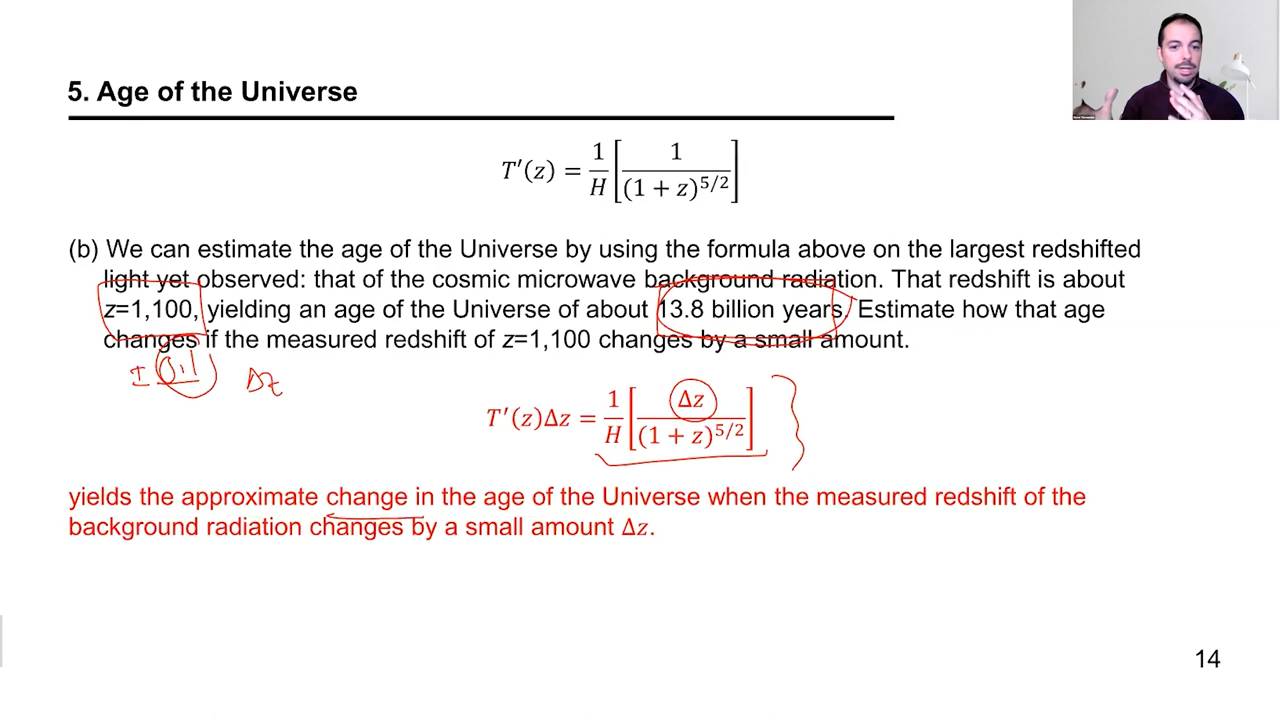 5. Age of the Universe
T′(z) = 1/H [1/(1 + z)^5/2]
(b) We can estimate the age of the Universe by using the formula above on the largest redshifted
light yet observed: that of the cosmic microwave background radiation. That redshift is about
z=1,100, yielding an age of the Universe of about 13.8 billion years. Estimate how that age
changes if the measured redshift of z=1,100 changes by a small amount.
± 0.1 Δz
T′(z)Δz = 1/H [Δz/(1 + z)^5/2]
yields the approximate change in the age of the Universe when the measured redshift of the
background radiation changes by a small amount Δz.
14